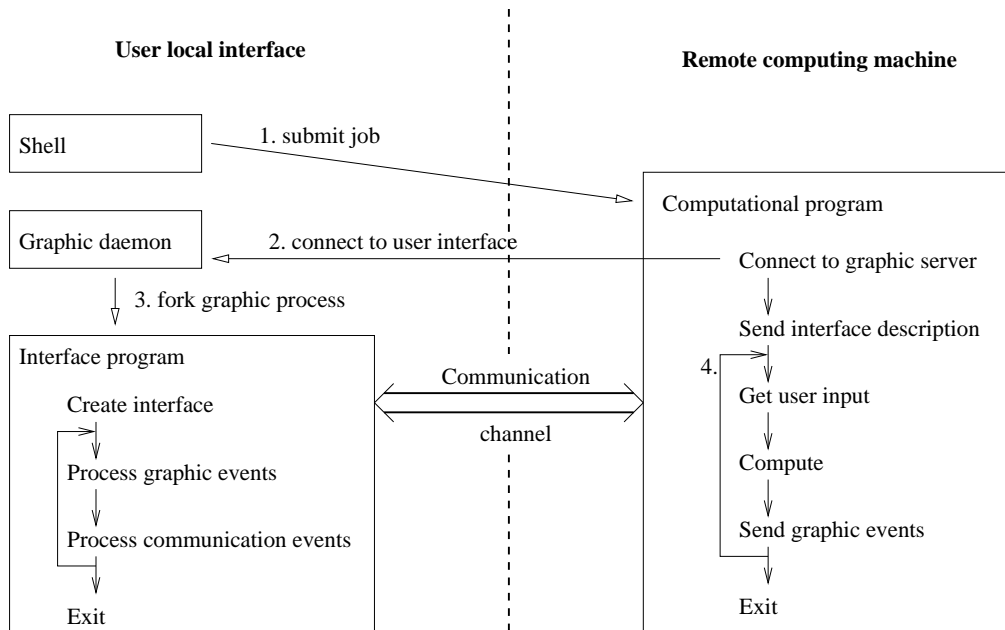 User local interface
Remote computing machine
Shell
1. submit job
Computational program
Graphic daemon
2. connect to user interface
Connect to graphic server
3. fork graphic process
Send interface description
Interface program
4.
Communication
channel
Create interface
Get user input
Process graphic events
Compute
Process communication events
Send graphic events
Exit
Exit